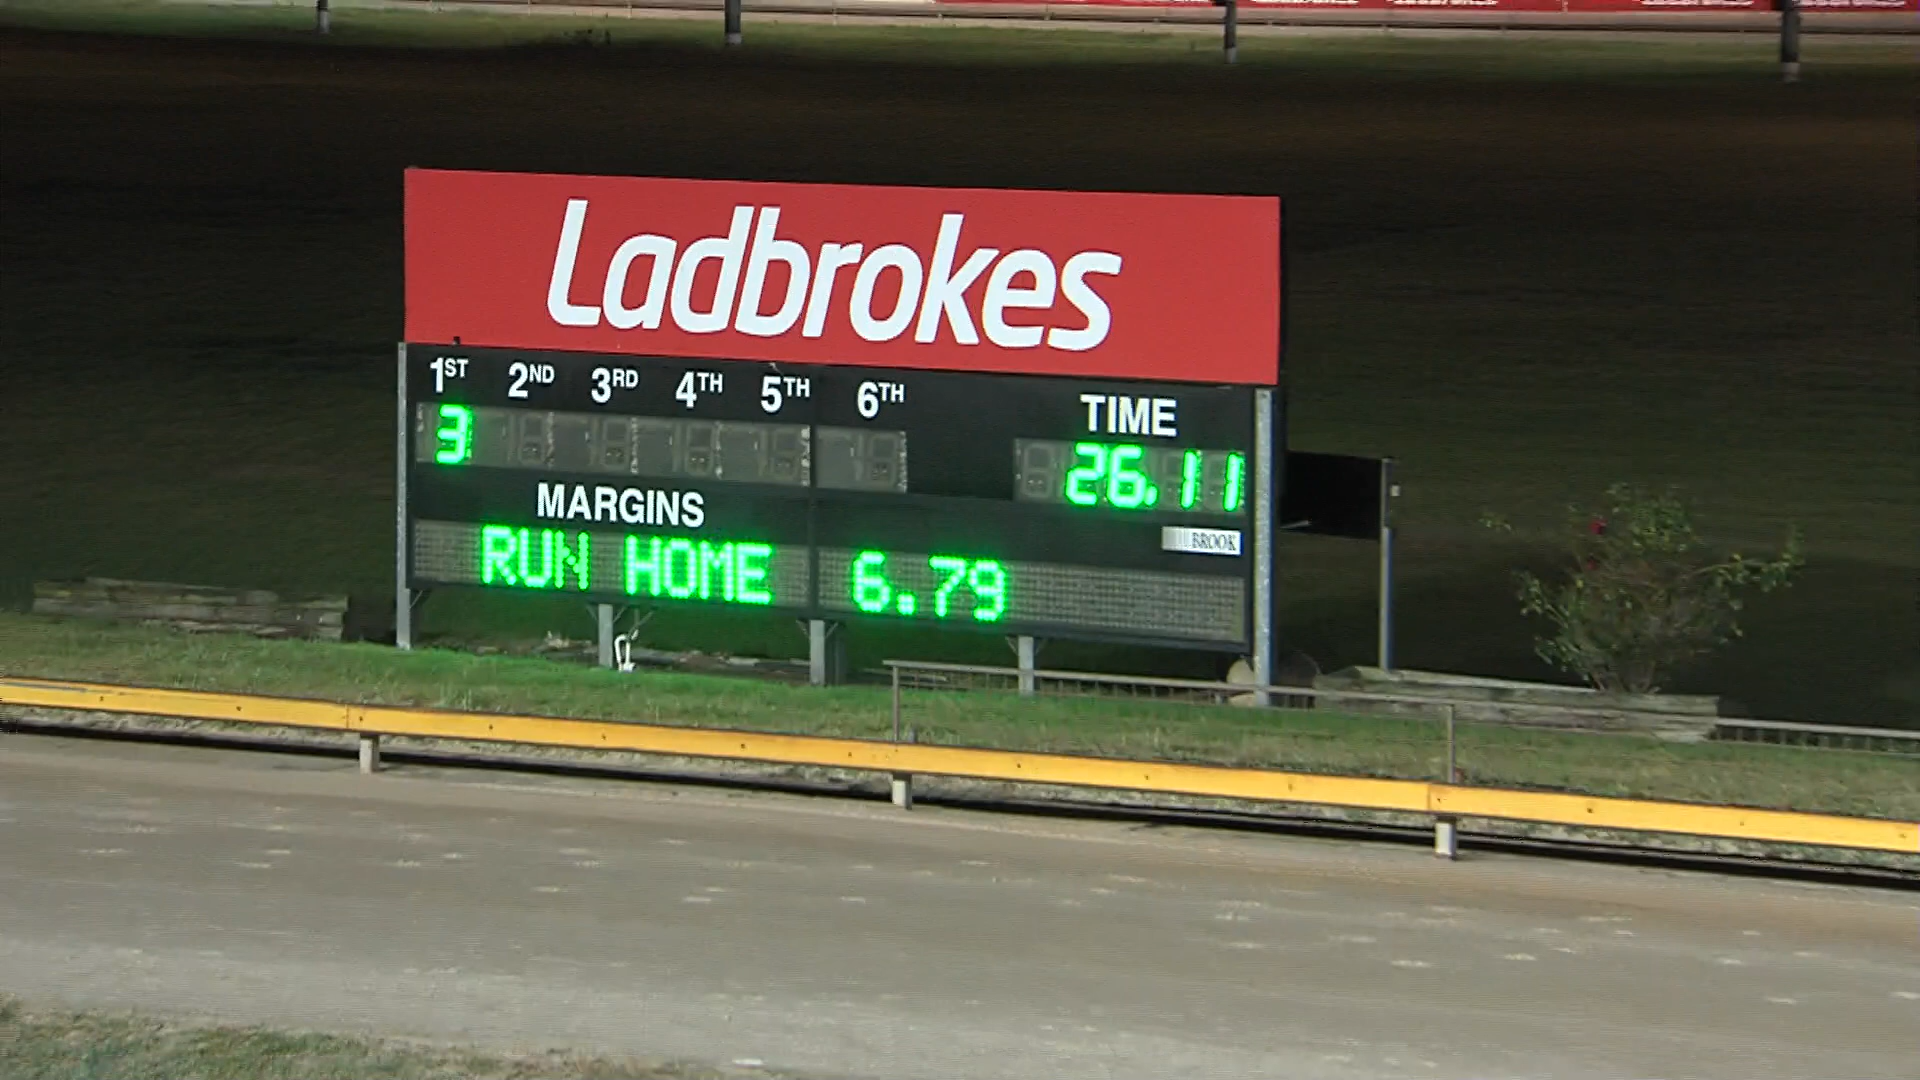 Ladbrokes
1ST 2ND 3RD 4TH 5TH 6TH TIME
3 26.11
MARGINS
BROOK
RUN HOME 6.79